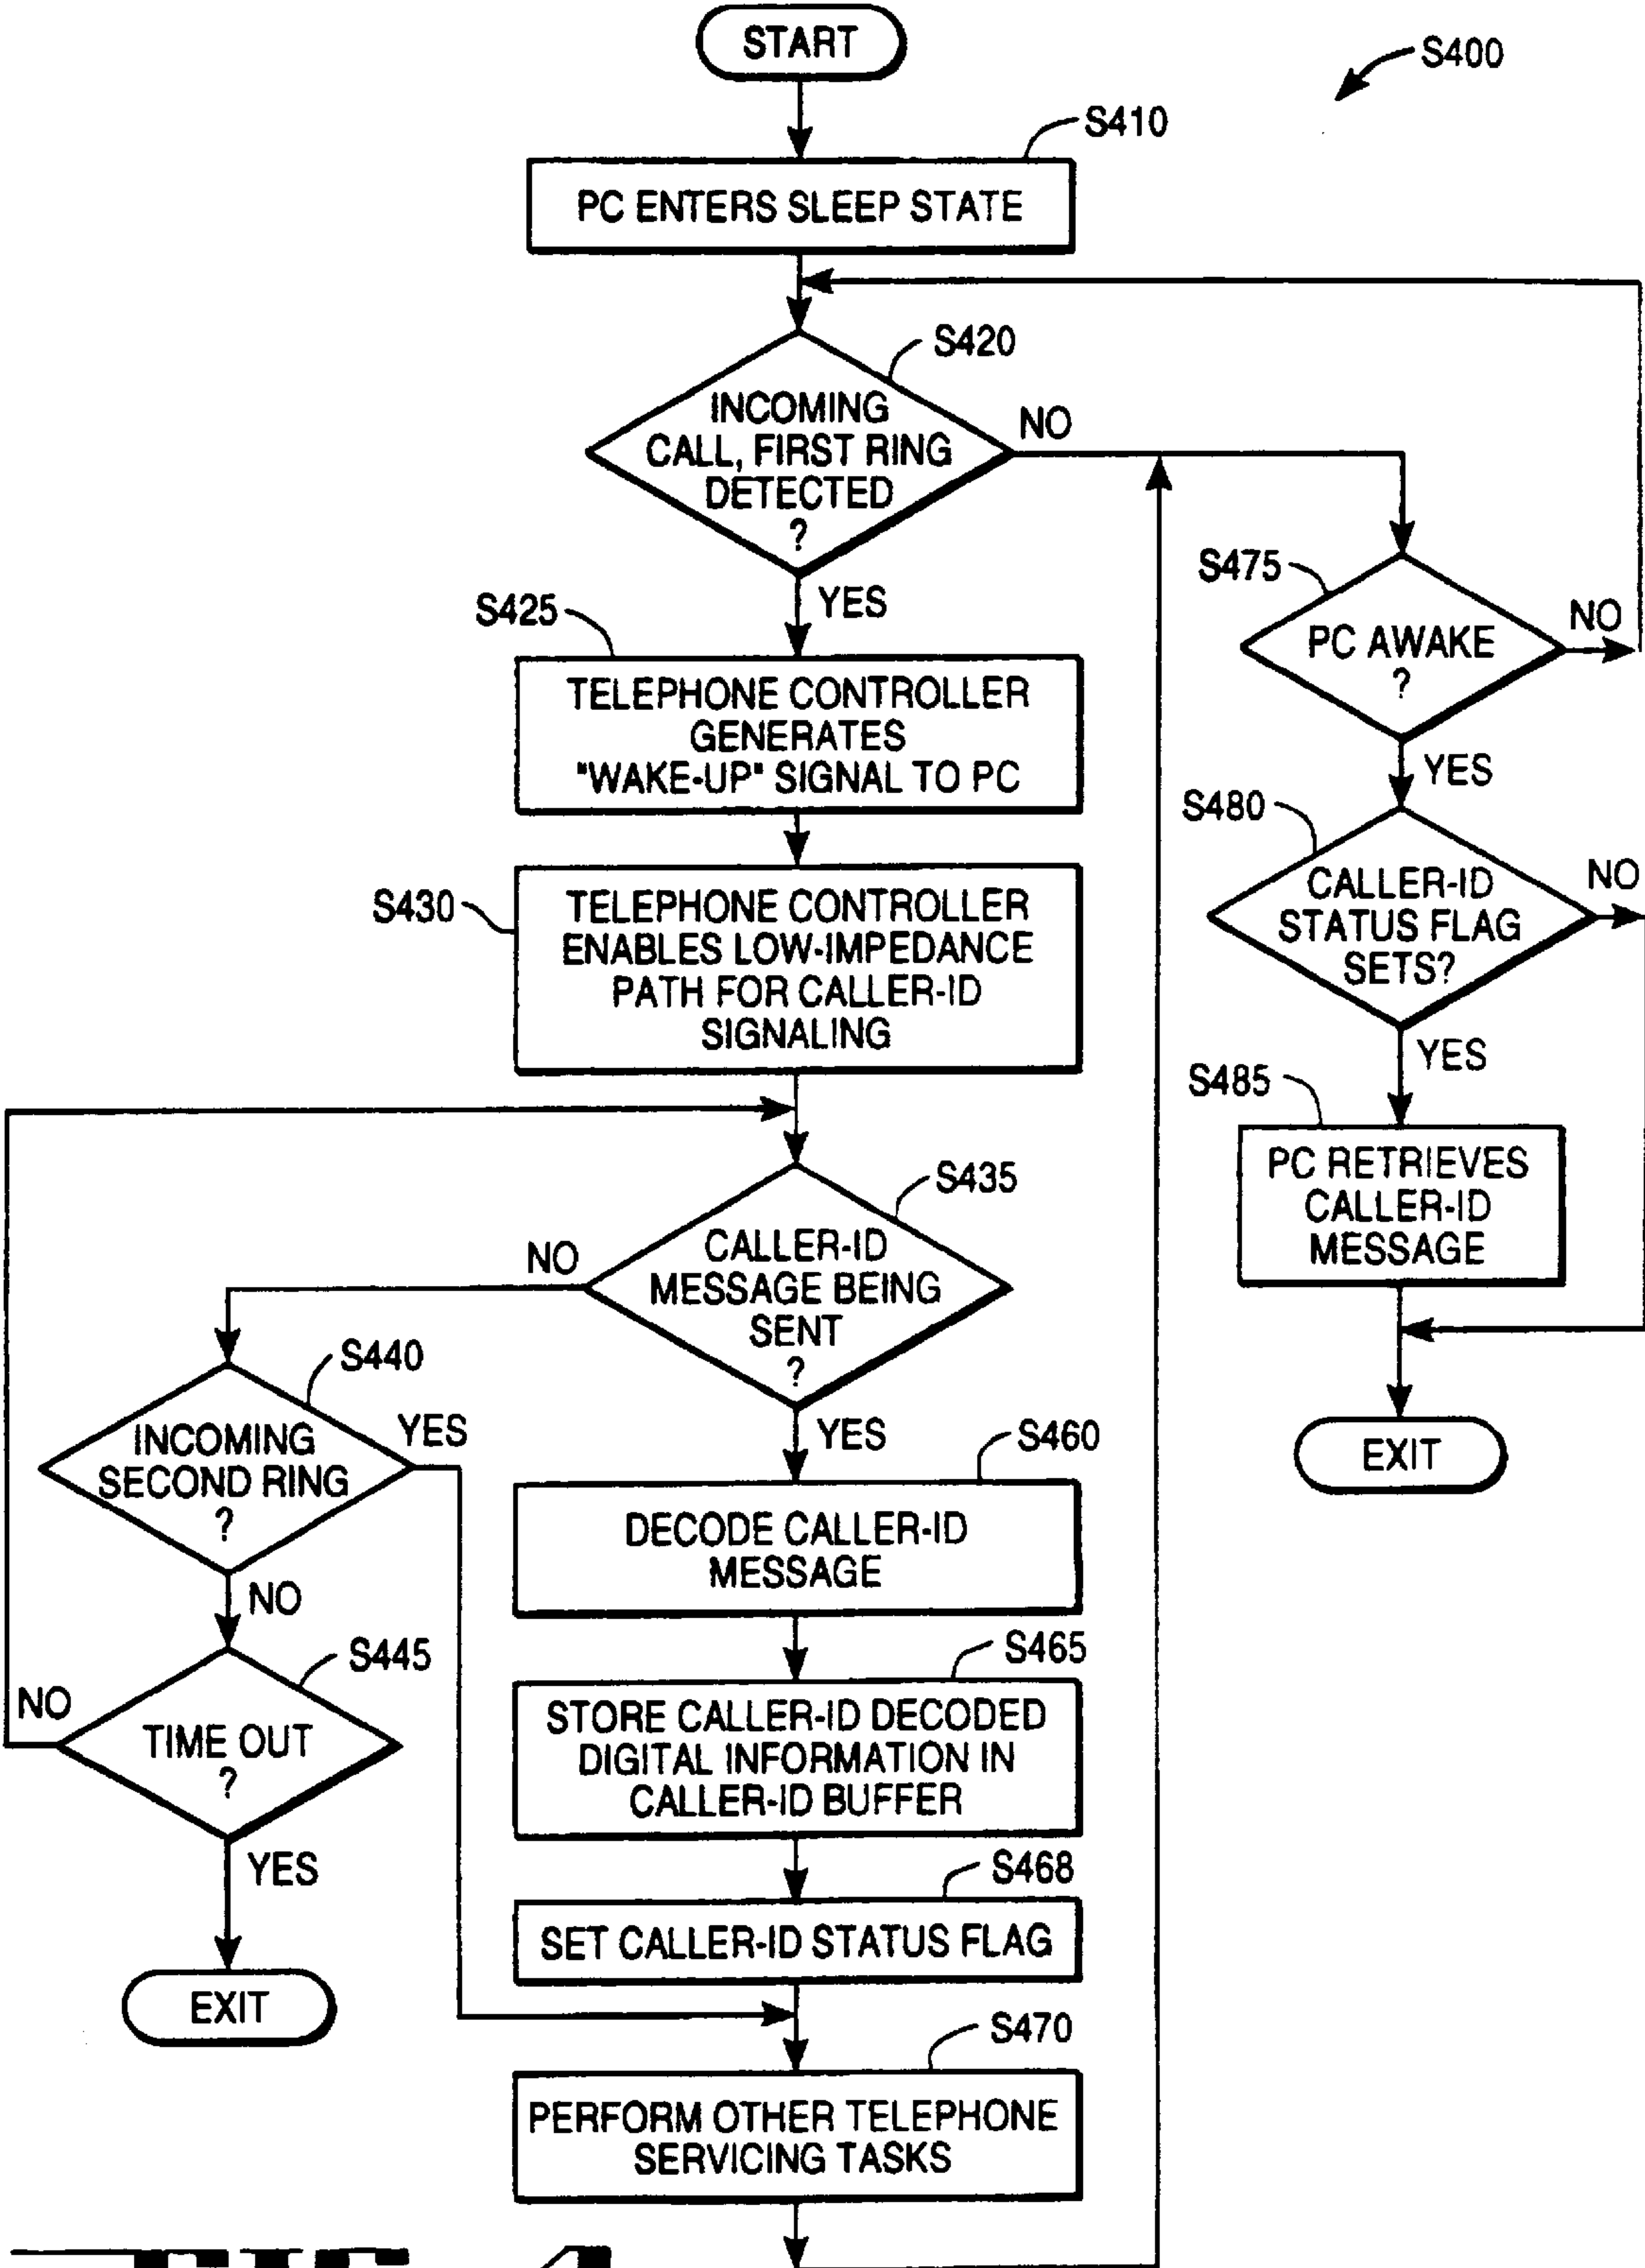 START
S400
S410
PC ENTERS SLEEP STATE
S420
INCOMING
CALL, FIRST RING
DETECTED
?
NO
YES
S475
PC AWAKE
?
NO
YES
S425
TELEPHONE CONTROLLER
GENERATES
"WAKE-UP" SIGNAL TO PC
S480
CALLER-ID
STATUS FLAG
SETS?
NO
YES
S430
TELEPHONE CONTROLLER
ENABLES LOW-IMPEDANCE
PATH FOR CALLER-ID
SIGNALING
S485
PC RETRIEVES
CALLER-ID
MESSAGE
EXIT
S435
CALLER-ID
MESSAGE BEING
SENT
?
NO
YES
S440
INCOMING
SECOND RING
?
YES
NO
S445
TIME OUT
?
NO
YES
EXIT
S460
DECODE CALLER-ID
MESSAGE
S465
STORE CALLER-ID DECODED
DIGITAL INFORMATION IN
CALLER-ID BUFFER
S468
SET CALLER-ID STATUS FLAG
S470
PERFORM OTHER TELEPHONE
SERVICING TASKS